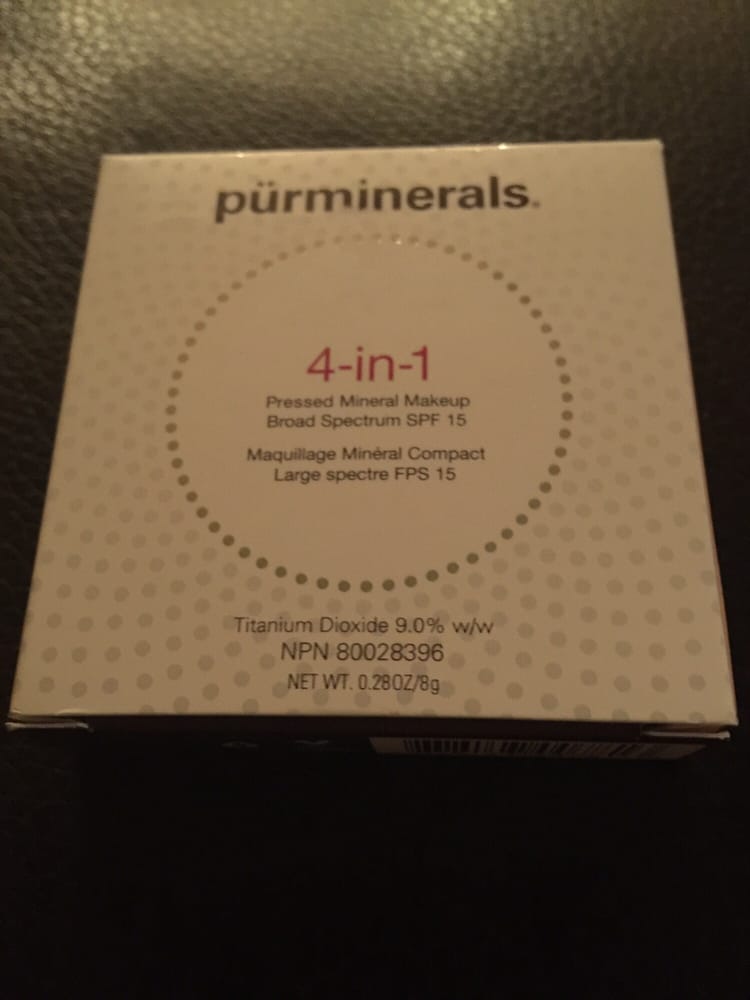 pürminerals.
4-in-1
Pressed Mineral Makeup
Broad Spectrum SPF 15
Maquillage Minéral Compact
Large spectre FPS 15
Titanium Dioxide 9.0% w/w
NPN 80028396
NET WT. 0.28OZ/8g